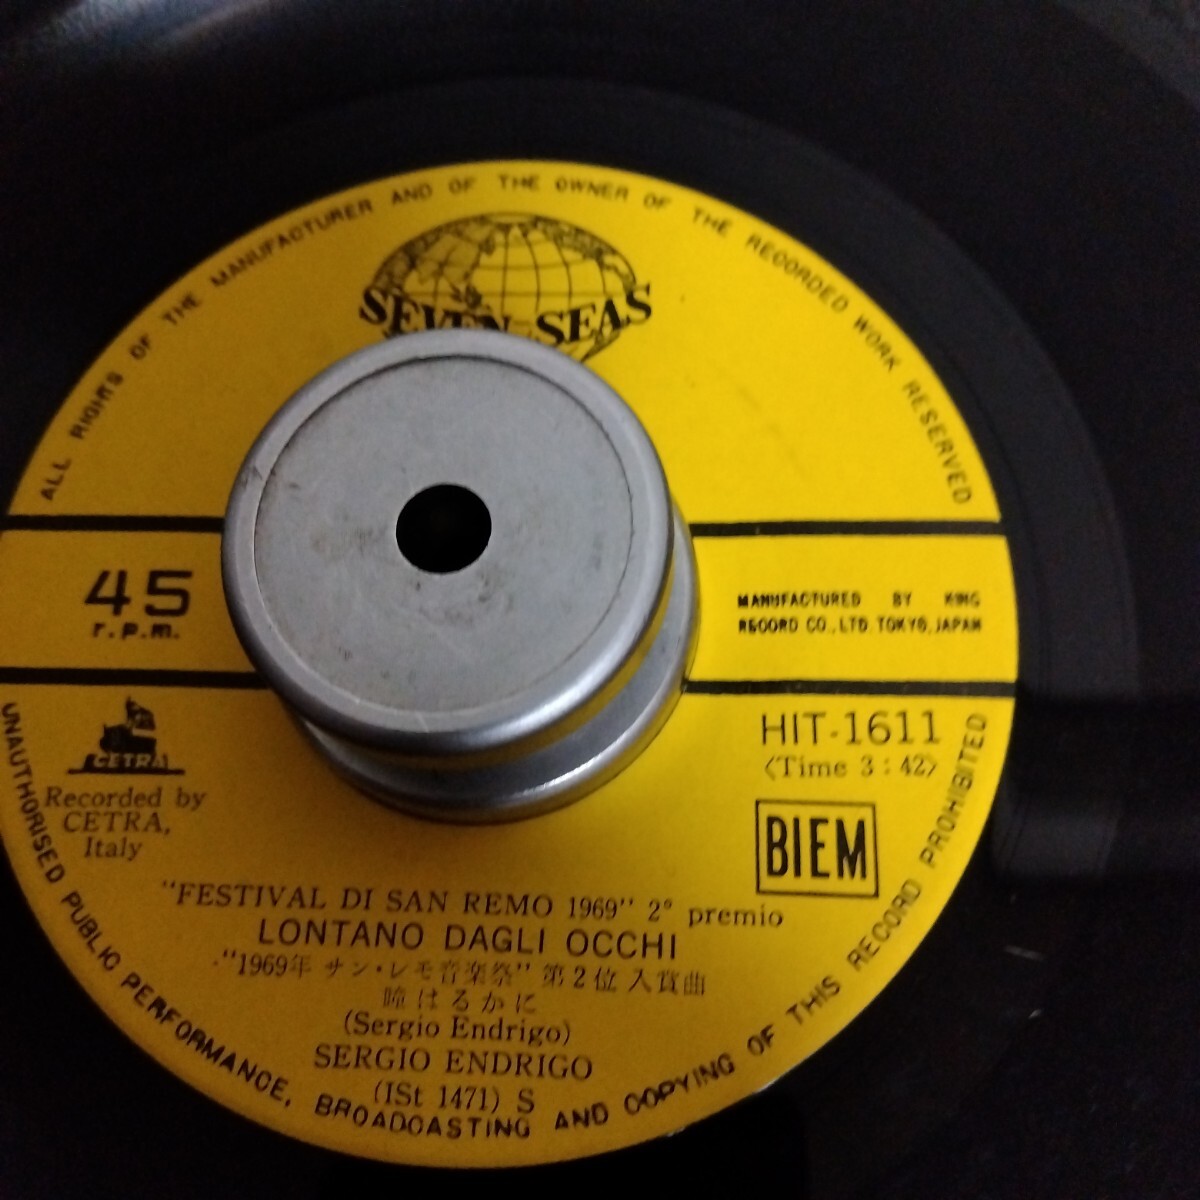 ALL RIGHTS OF THE MANUFACTURER AND OF THE OWNER OF THE RECORDED WORK RESERVED
SEVEN SEAS
45
r.p.m.
MANUFACTURED BY KING
RECORD CO., LTD. TOKYO, JAPAN
CETRA
Recorded by
CETRA,
Italy
HIT-1611
〈Time 3:42〉
BIEM
"FESTIVAL DI SAN REMO 1969" 2° premio
LONTANO DAGLI OCCHI
"1969年 サン・レモ音楽祭" 第2位 入賞曲
瞳はるかに
(Sergio Endrigo)
SERGIO ENDRIGO
(ISt 1471) S
UNAUTHORISED PUBLIC PERFORMANCE, BROADCASTING AND COPYING OF THIS RECORD PROHIBITED